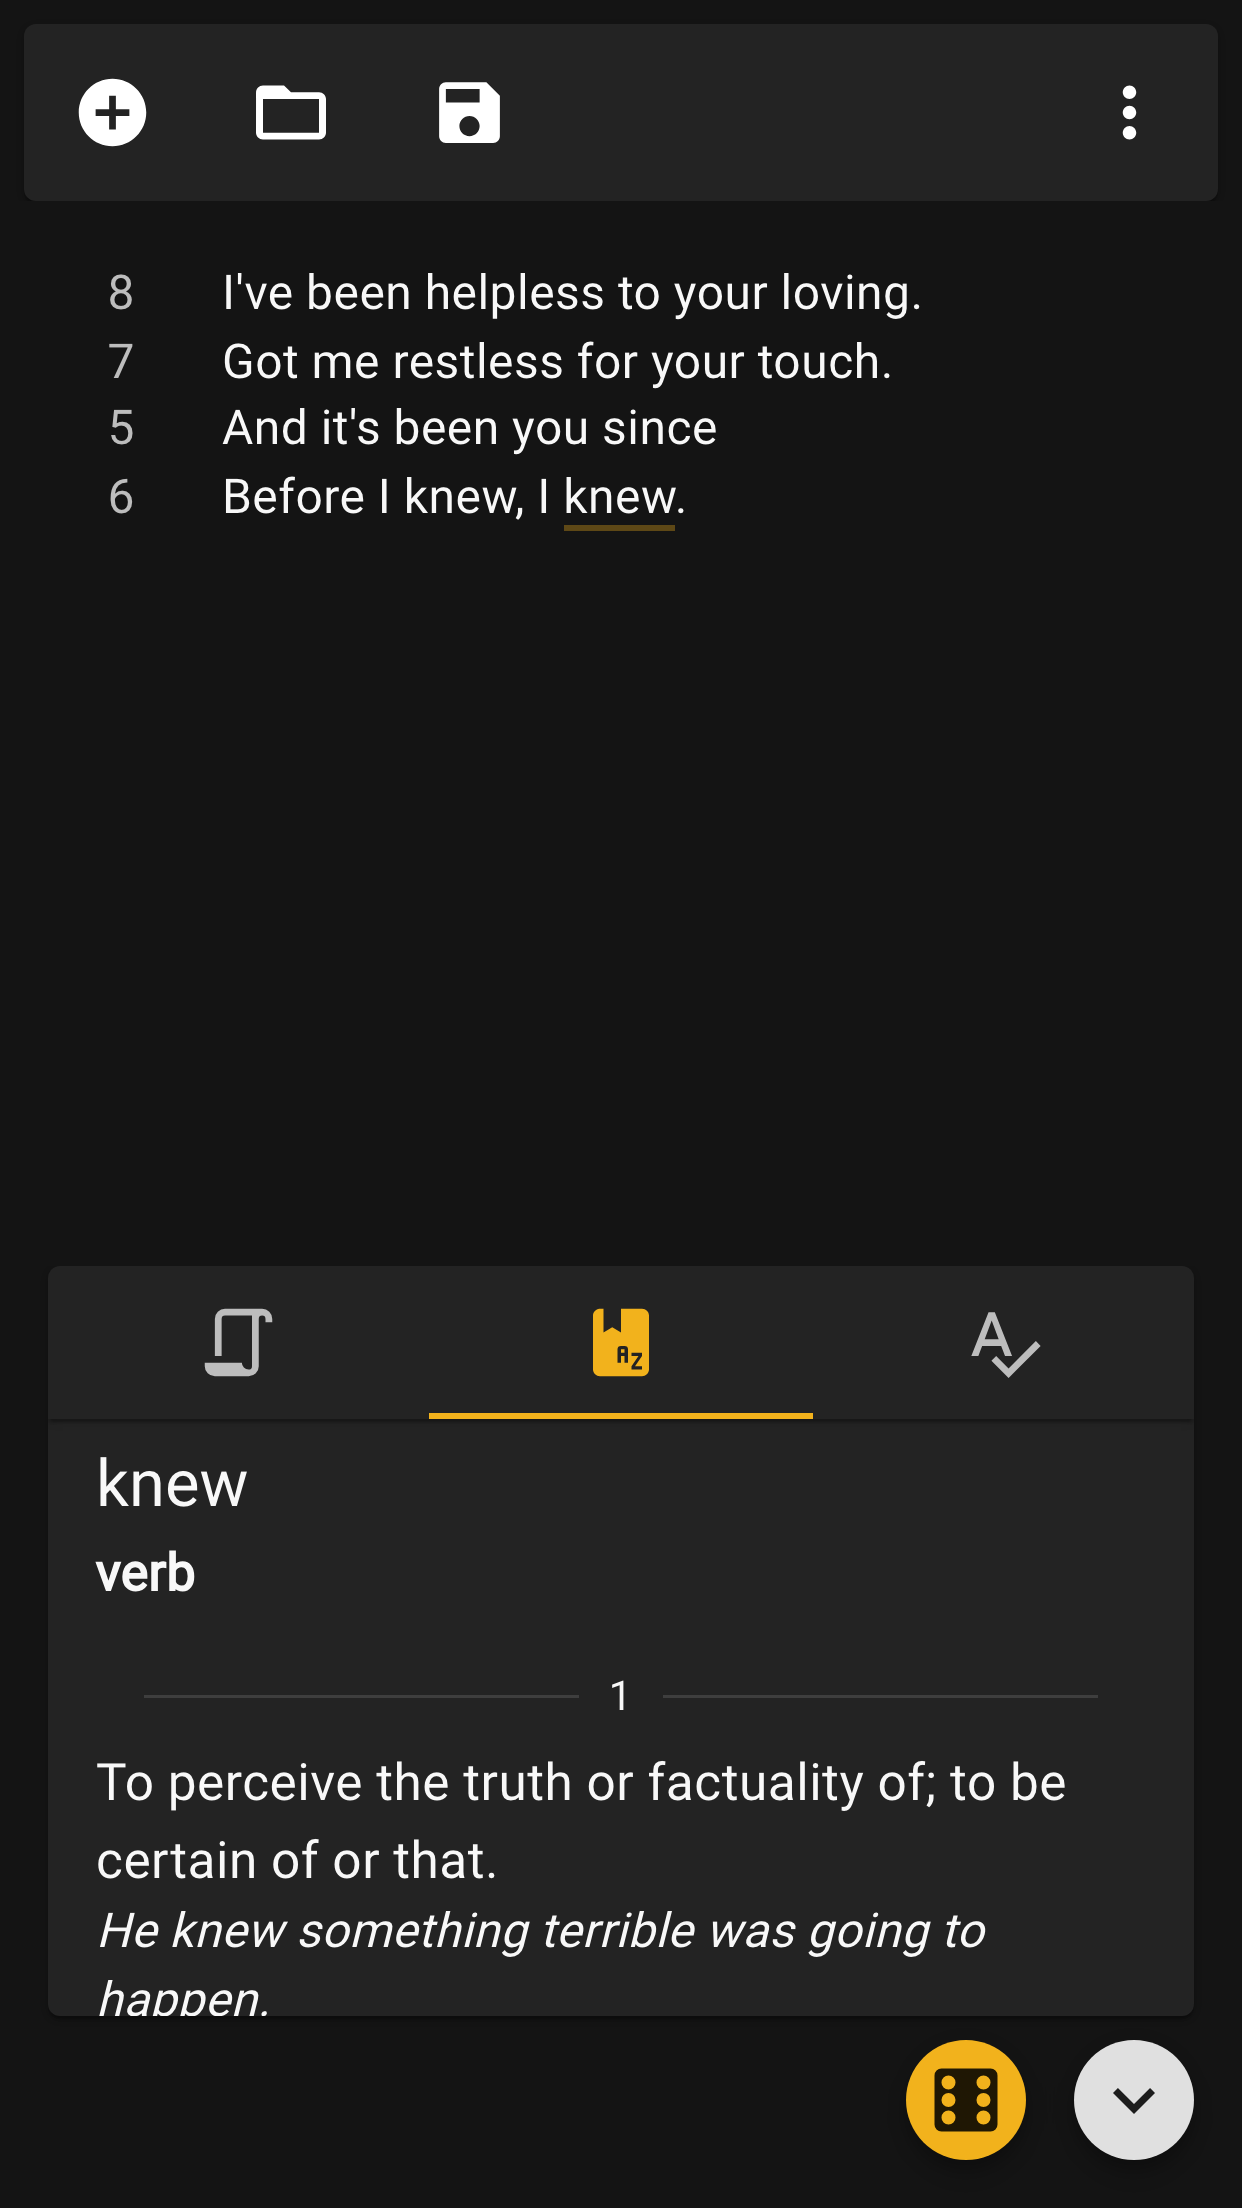 8 I've been helpless to your loving.
7 Got me restless for your touch.
5 And it's been you since
6 Before I knew, I knew.
A
AZ
knew
verb
1
To perceive the truth or factuality of; to be
certain of or that.
He knew something terrible was going to
happen.